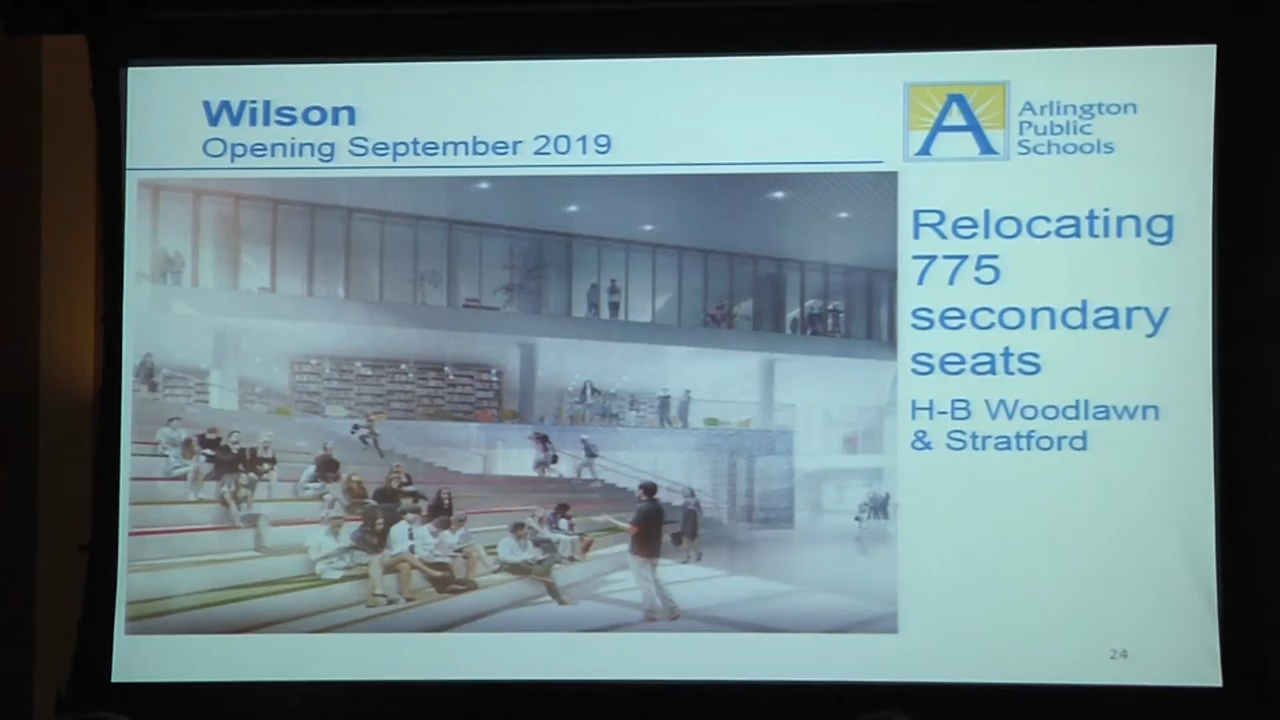 Wilson
Opening September 2019
A
Arlington
Public
Schools
Relocating
775
secondary
seats
H-B Woodlawn
& Stratford
24